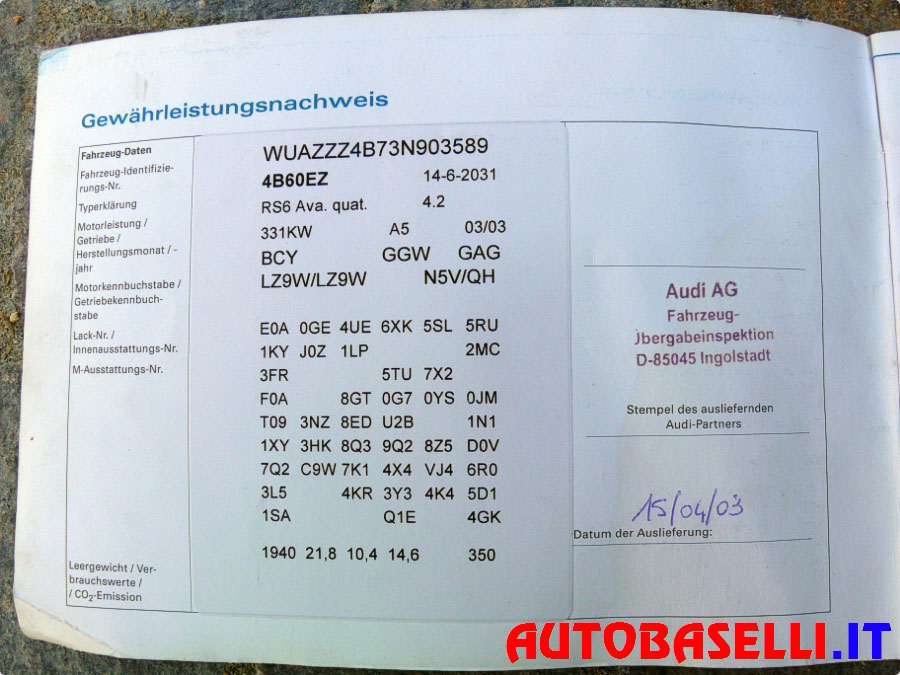 Gewährleistungsnachweis
Fahrzeug-Daten
Fahrzeug-Identifizie-
rungs-Nr.
Typerklärung
Motorleistung /
Getriebe /
Herstellungsmonat / -
jahr
Motorkennbuchstabe /
Getriebekennbuch-
stabe
Lack-Nr. /
Innenausstattungs-Nr.
M-Ausstattungs-Nr.
Leergewicht / Ver-
brauchswerte /
/ CO2-Emission
WUAZZZ4B73N903589
4B60EZ 14-6-2031
RS6 Ava. quat. 4.2
331KW A5 03/03
BCY GGW GAG
LZ9W/LZ9W N5V/QH
E0A 0GE 4UE 6XK 5SL 5RU
1KY J0Z 1LP 2MC
3FR 5TU 7X2
F0A 8GT 0G7 0YS 0JM
T09 3NZ 8ED U2B 1N1
1XY 3HK 8Q3 9Q2 8Z5 D0V
7Q2 C9W 7K1 4X4 VJ4 6R0
3L5 4KR 3Y3 4K4 5D1
1SA Q1E 4GK
1940 21,8 10,4 14,6 350
Audi AG
Fahrzeug-
Jbergabeinspektion
D-85045 Ingolstadt
Stempel des ausliefernden
Audi-Partners
15/04/03
Datum der Auslieferung:
AUTOBASELLI.IT